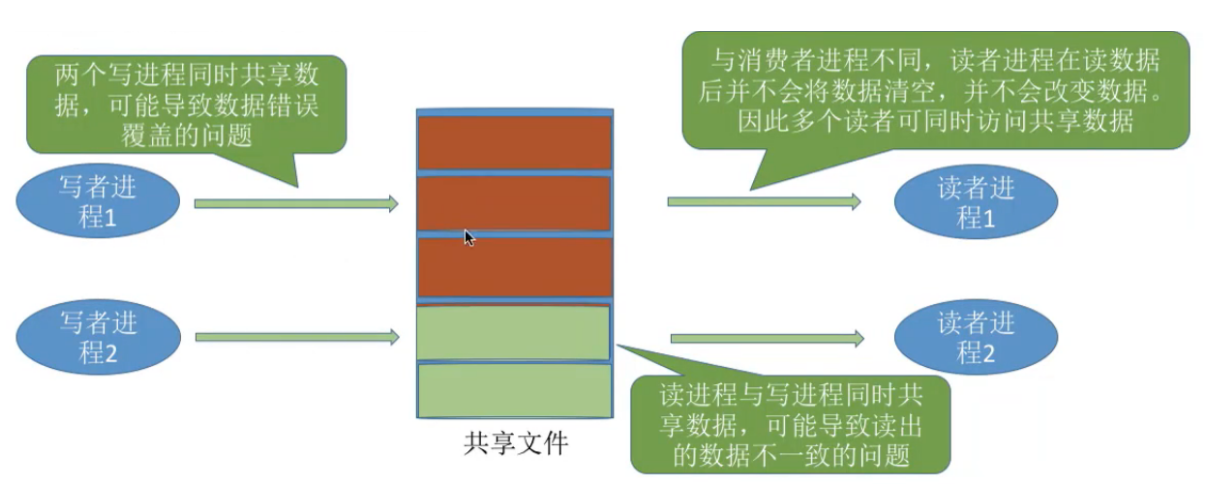 两个写进程同时共享数
据，可能导致数据错误
覆盖的问题
与消费者进程不同，读者进程在读数据
后并不会将数据清空，并不会改变数据。
因此多个读者可同时访问共享数据
写者进
程1
读者进
程1
写者进
程2
读者进
程2
读进程与写进程同时共
享数据，可能导致读出
的数据不一致的问题
共享文件